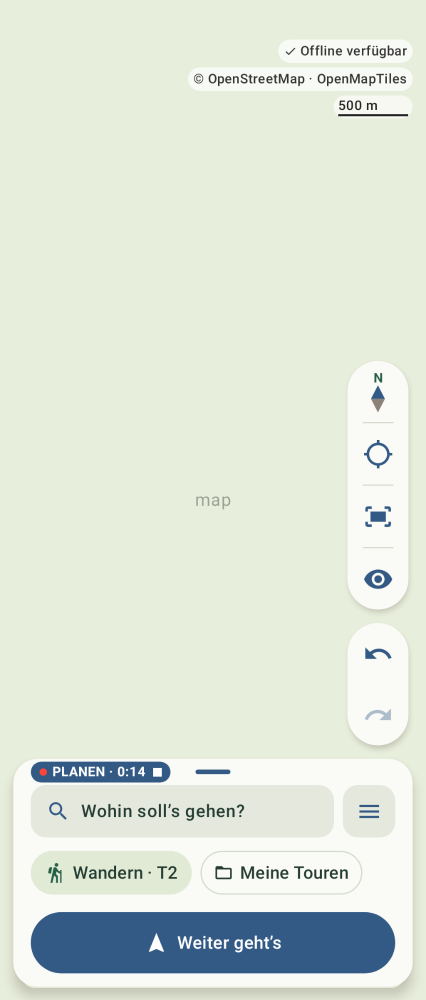 Offline verfügbar
© OpenStreetMap · OpenMapTiles
500 m
N
map
PLANEN · 0:14
Wohin soll’s gehen?
Wandern · T2
Meine Touren
Weiter geht’s